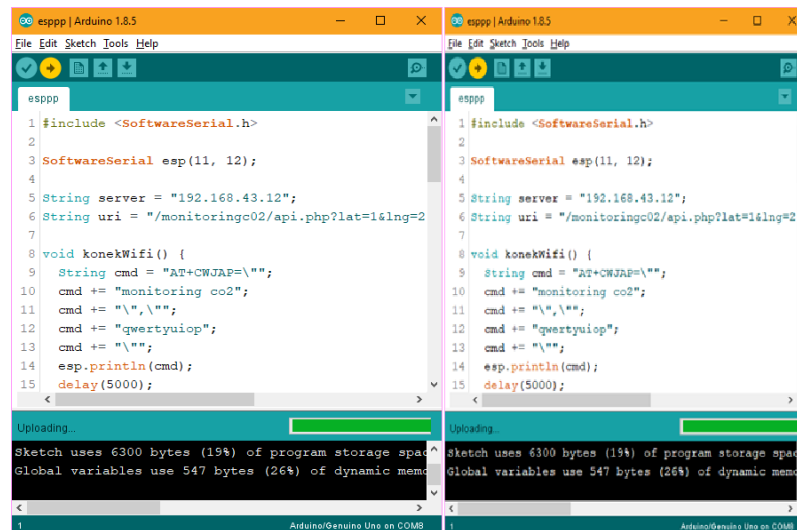 esppp | Arduino 1.8.5
File Edit Sketch Tools Help
esppp
1 #include <SoftwareSerial.h>
2
3 SoftwareSerial esp(11, 12);
4
5 String server = "192.168.43.12";
6 String uri = "/monitoringc02/api.php?lat=1&lng=2
7
8 void konekWifi() {
9   String cmd = "AT+CWJAP=\"";
10   cmd += "monitoring co2";
11   cmd += "\",\"";
12   cmd += "qwertyuiop";
13   cmd += "\"";
14   esp.println(cmd);
15   delay(5000);
Uploading...
Sketch uses 6300 bytes (19%) of program storage spac
Global variables use 547 bytes (26%) of dynamic memo
1 Arduino/Genuino Uno on COM8
esppp | Arduino 1.8.5
File Edit Sketch Tools Help
esppp
1 #include <SoftwareSerial.h>
2
3 SoftwareSerial esp(11, 12);
4
5 String server = "192.168.43.12";
6 String uri = "/monitoringc02/api.php?lat=1&lng=2
7
8 void konekWifi() {
9   String cmd = "AT+CWJAP=\"";
10   cmd += "monitoring co2";
11   cmd += "\",\"";
12   cmd += "qwertyuiop";
13   cmd += "\"";
14   esp.println(cmd);
15   delay(5000);
Uploading...
Sketch uses 6300 bytes (19%) of program storage spac
Global variables use 547 bytes (26%) of dynamic memo
1 Arduino/Genuino Uno on COM8